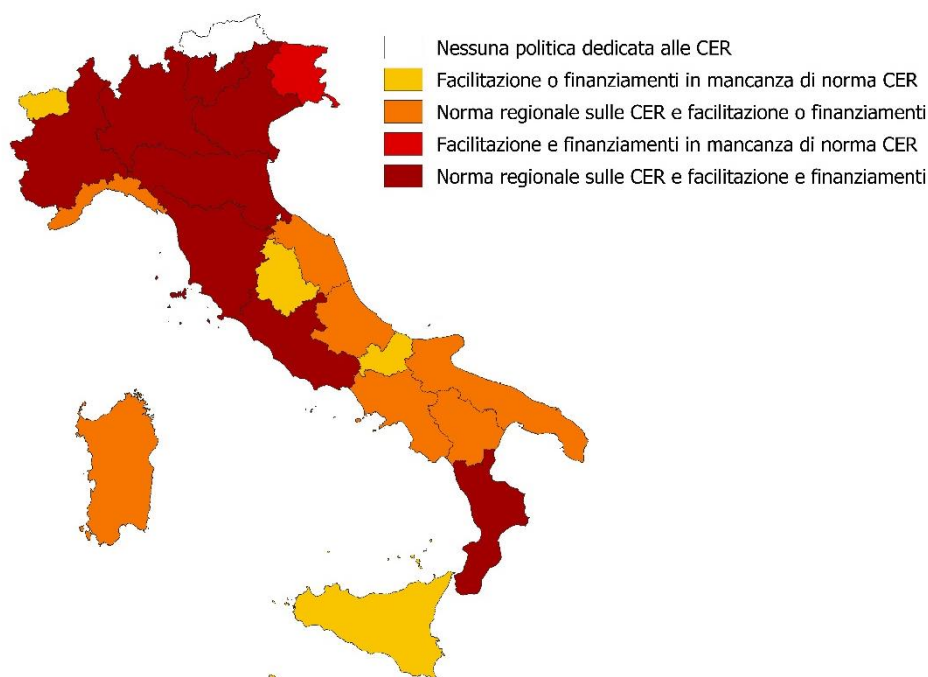 Nessuna politica dedicata alle CER
Facilitazione o finanziamenti in mancanza di norma CER
Norma regionale sulle CER e facilitazione o finanziamenti
Facilitazione e finanziamenti in mancanza di norma CER
Norma regionale sulle CER e facilitazione e finanziamenti